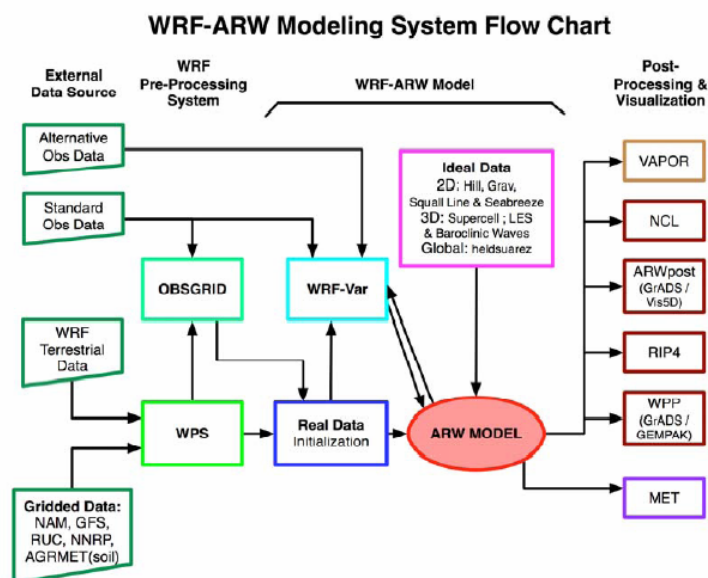 WRF-ARW Modeling System Flow Chart
External
Data Source
WRF
Pre-Processing
System
WRF-ARW Model
Post-
Processing &
Visualization
Alternative
Obs Data
Standard
Obs Data
WRF
Terrestrial
Data
Gridded Data:
NAM, GFS,
RUC, NNRP,
AGRMET(soil)
OBSGRID
WPS
WRF-Var
Real Data
Initialization
Ideal Data
2D: Hill, Grav,
Squall Line & Seabreeze
3D: Supercell ; LES
& Baroclinic Waves
Global: heldsuarez
ARW MODEL
VAPOR
NCL
ARWpost
(GrADS /
Vis5D)
RIP4
WPP
(GrADS /
GEMPAK)
MET